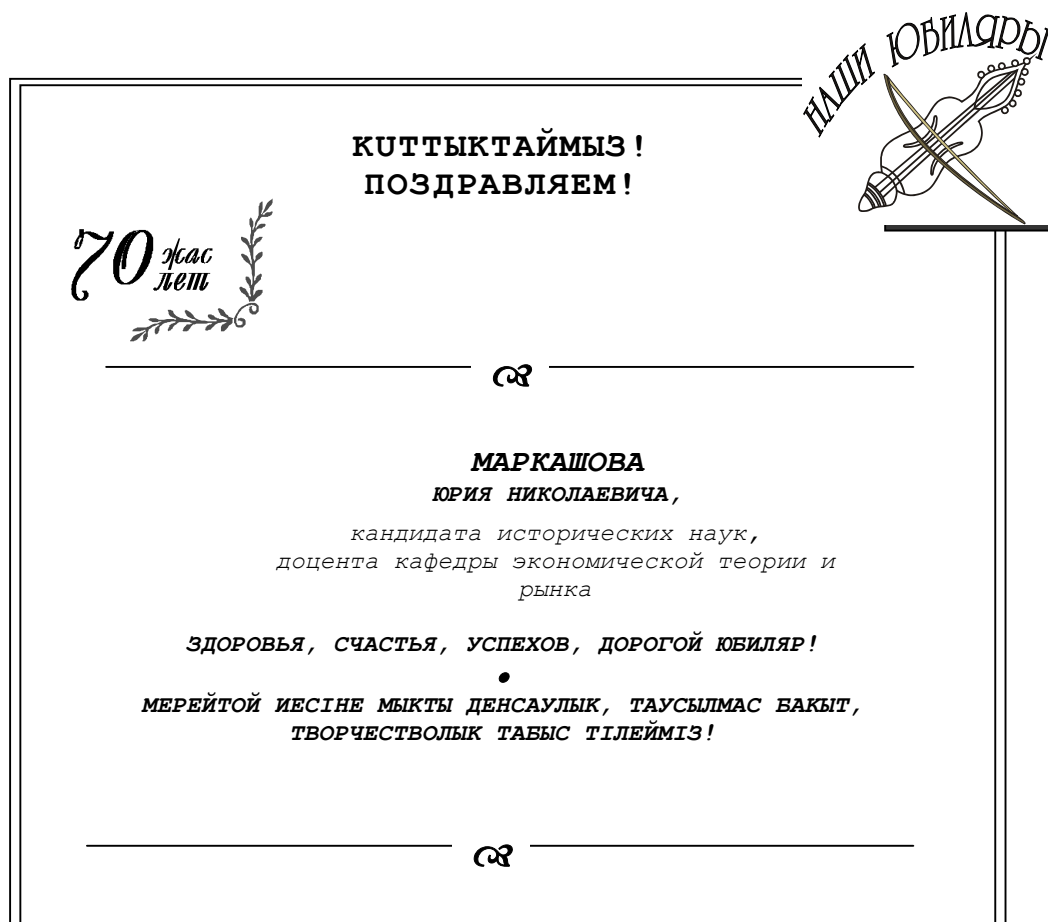 НАШИ ЮБИЛЯРЫ
КUТТЫКТАЙМЫЗ!
ПОЗДРАВЛЯЕМ!
70 жас
лет
МАРКАШОВА
ЮРИЯ НИКОЛАЕВИЧА,
кандидата исторических наук,
доцента кафедры экономической теории и
рынка
ЗДОРОВЬЯ, СЧАСТЬЯ, УСПЕХОВ, ДОРОГОЙ ЮБИЛЯР!
МЕРЕЙТОЙ ИЕСІНЕ МЫКТЫ ДЕНСАУЛЫК, ТАУСЫЛМАС БАКЫТ,
ТВОРЧЕСТВОЛЫК ТАБЫС ТІЛЕЙМІЗ!